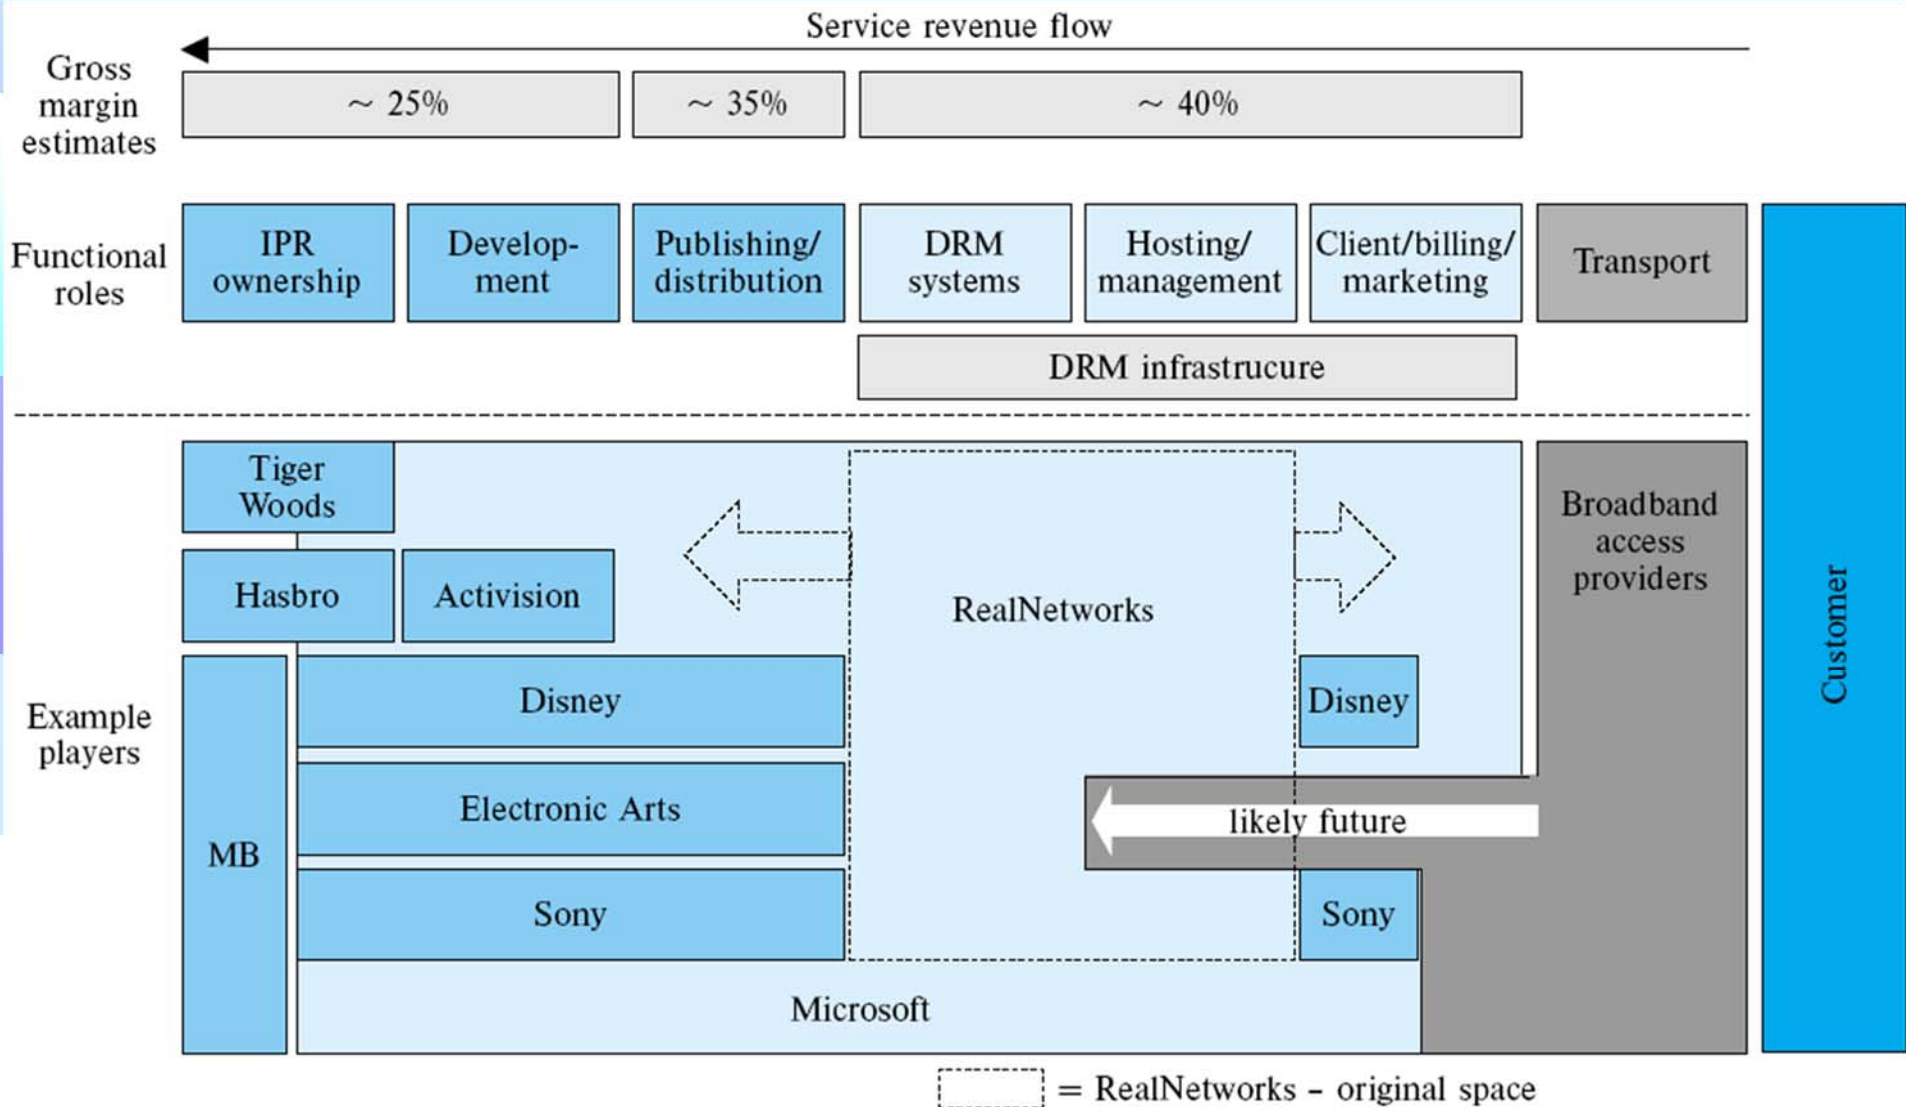 Service revenue flow
Gross
margin
estimates
~ 25%
~ 35%
~ 40%
Functional
roles
IPR
ownership
Develop-
ment
Publishing/
distribution
DRM
systems
Hosting/
management
Client/billing/
marketing
Transport
DRM infrastrucure
Customer
Example
players
Tiger
Woods
Hasbro
Activision
RealNetworks
Broadband
access
providers
MB
Disney
Disney
Electronic Arts
likely future
Sony
Sony
Microsoft
= RealNetworks – original space